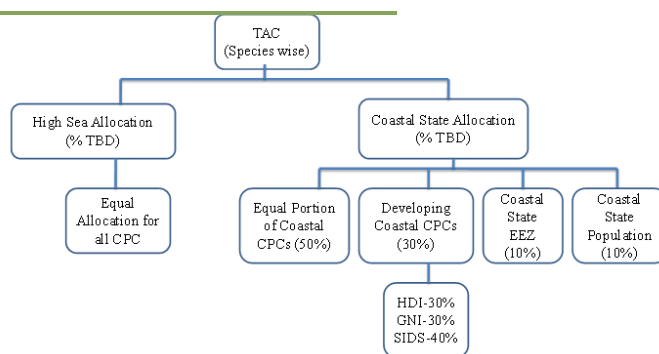 TAC
(Species wise)
High Sea Allocation
(% TBD)
Coastal State Allocation
(% TBD)
Equal
Allocation for
all CPC
Equal Portion
of Coastal
CPCs (50%)
Developing
Coastal CPCs
(30%)
Coastal
State
EEZ
(10%)
Coastal
State
Population
(10%)
HDI-30%
GNI-30%
SIDS-40%